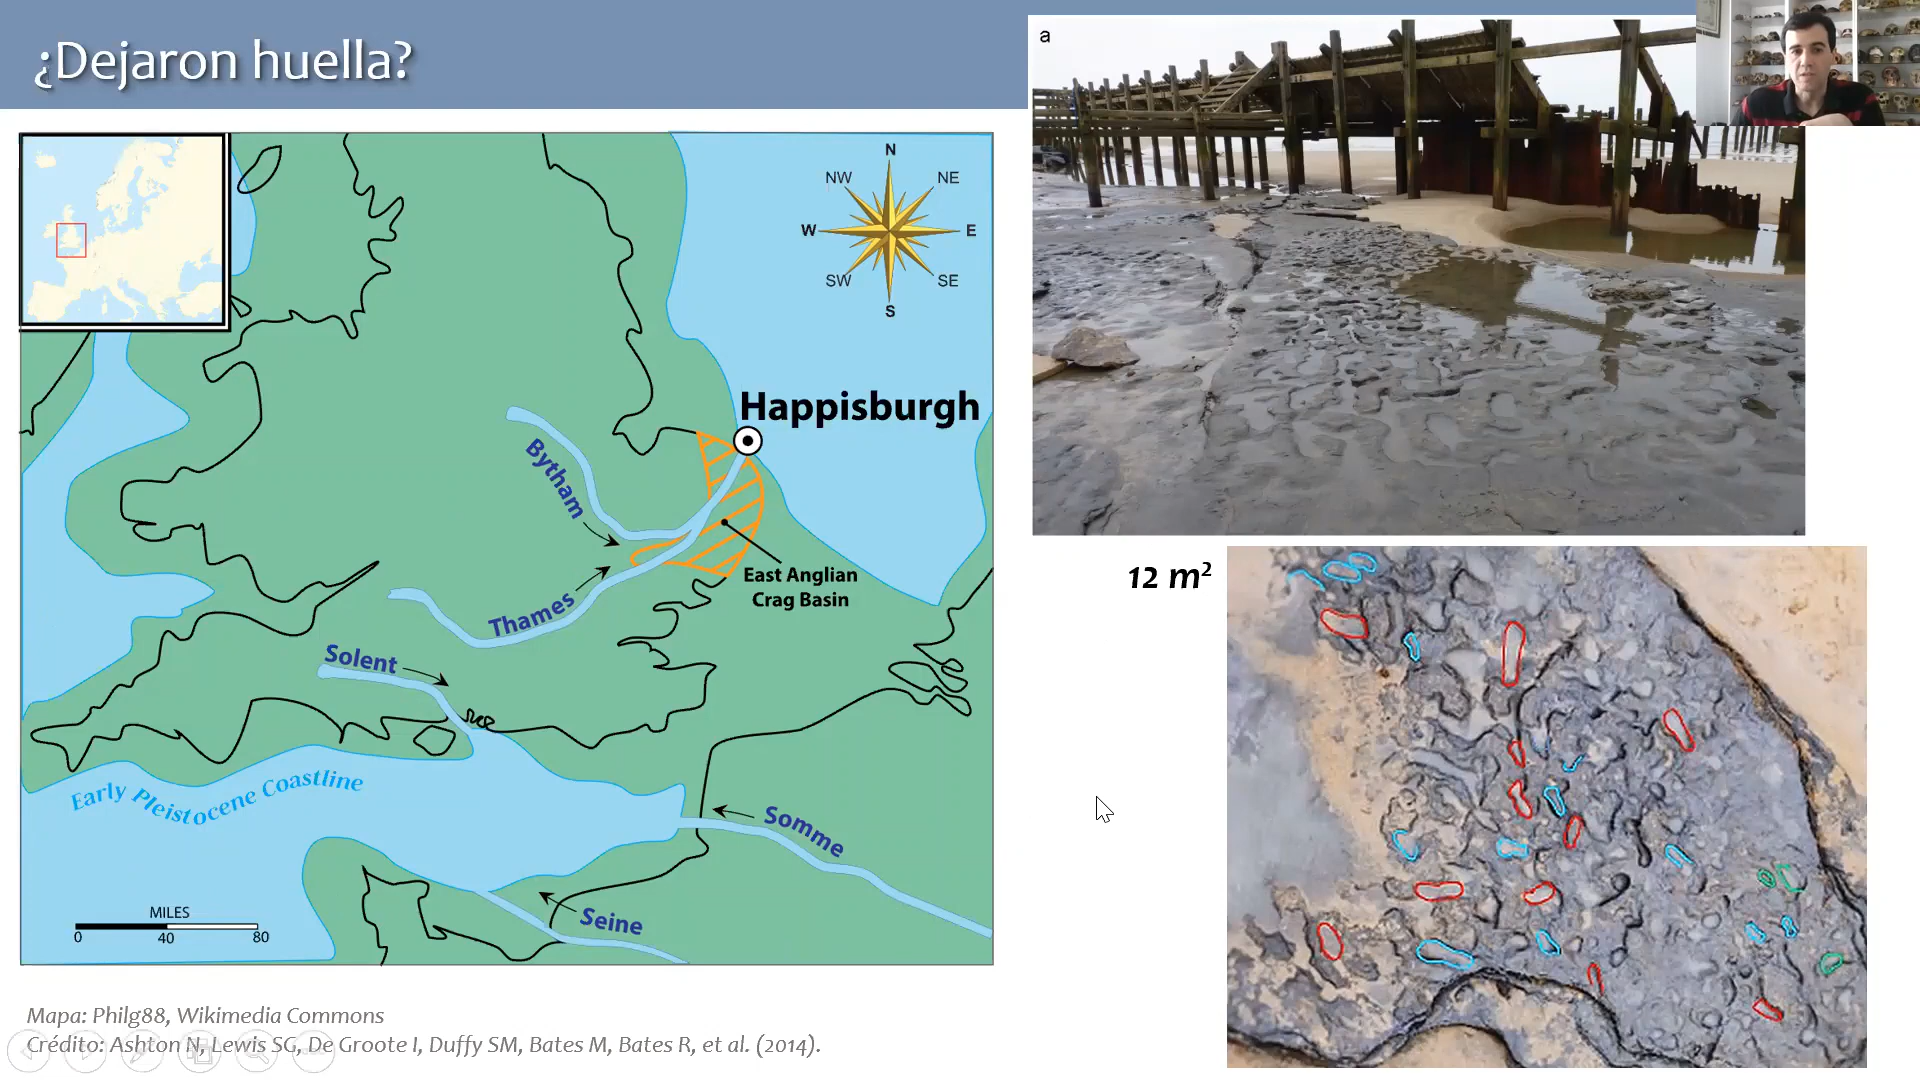 ¿Dejaron huella?
a
N
NW
NE
W
E
SW
SE
S
Happisburgh
Bytham
East Anglian
Crag Basin
Thames
Solent
Early Pleistocene Coastline
Somme
Seine
MILES
0 40 80
12 m²
Mapa: Philg88, Wikimedia Commons
Crédito: Ashton N, Lewis SG, De Groote I, Duffy SM, Bates M, Bates R, et al. (2014).